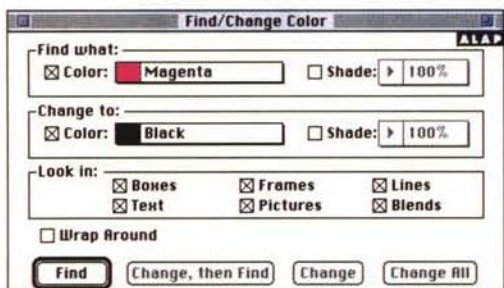 Find/Change Color
ALAP
Find what:
Color: Magenta Shade: 100%
Change to:
Color: Black Shade: 100%
Look in:
Boxes Frames Lines
Text Pictures Blends
Wrap Around
Find Change, then Find Change Change All